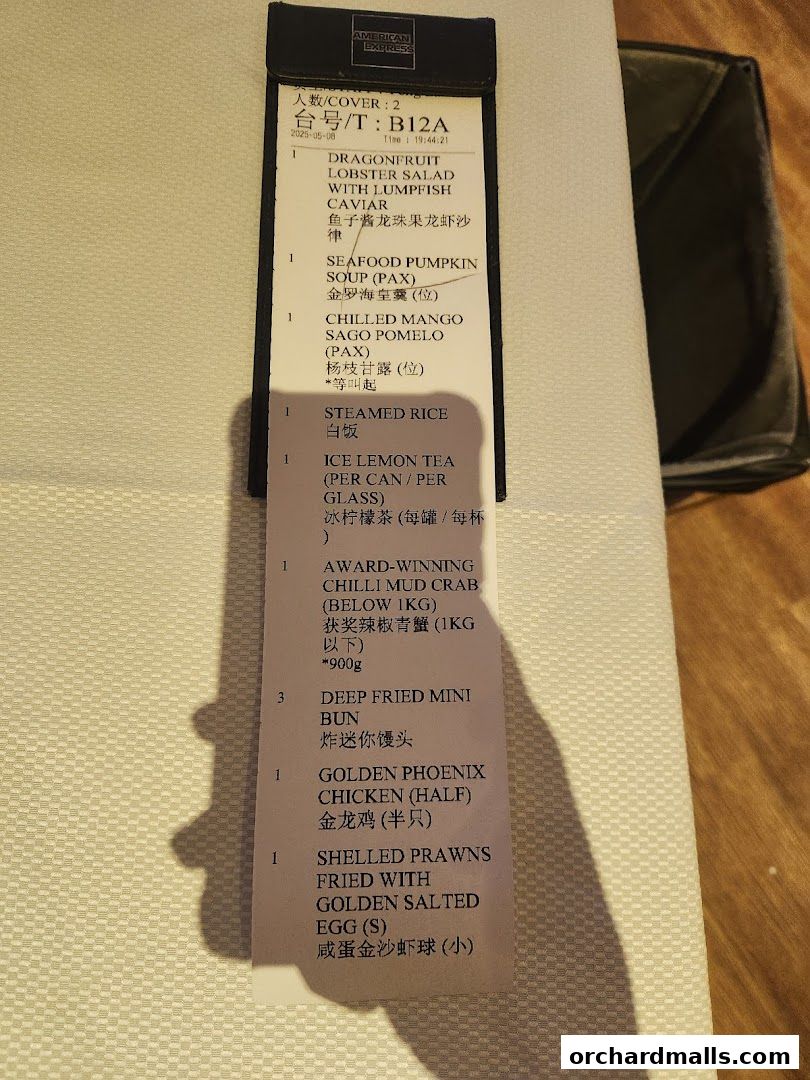 AMERICAN
EXPRESS
人数/COVER : 2
台号/T : B12A
2025-05-08 Time : 19:44:21
1 DRAGONFRUIT
LOBSTER SALAD
WITH LUMPFISH
CAVIAR
鱼子酱龙珠果龙虾沙
律
1 SEAFOOD PUMPKIN
SOUP (PAX)
金罗海皇羹 (位)
1 CHILLED MANGO
SAGO POMELO
(PAX)
杨枝甘露 (位)
*等叫起
1 STEAMED RICE
白饭
1 ICE LEMON TEA
(PER CAN / PER
GLASS)
冰柠檬茶 (每罐 / 每杯
)
1 AWARD-WINNING
CHILLI MUD CRAB
(BELOW 1KG)
获奖辣椒青蟹 (1KG
以下)
*900g
3 DEEP FRIED MINI
BUN
炸迷你馒头
1 GOLDEN PHOENIX
CHICKEN (HALF)
金龙鸡 (半只)
1 SHELLED PRAWNS
FRIED WITH
GOLDEN SALTED
EGG (S)
咸蛋金沙虾球 (小)
orchardmalls.com